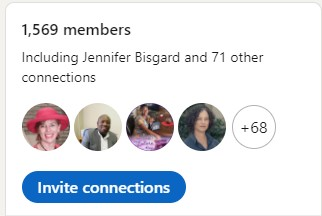 1,569 members
Including Jennifer Bisgard and 71 other
connections
+68
Invite connections